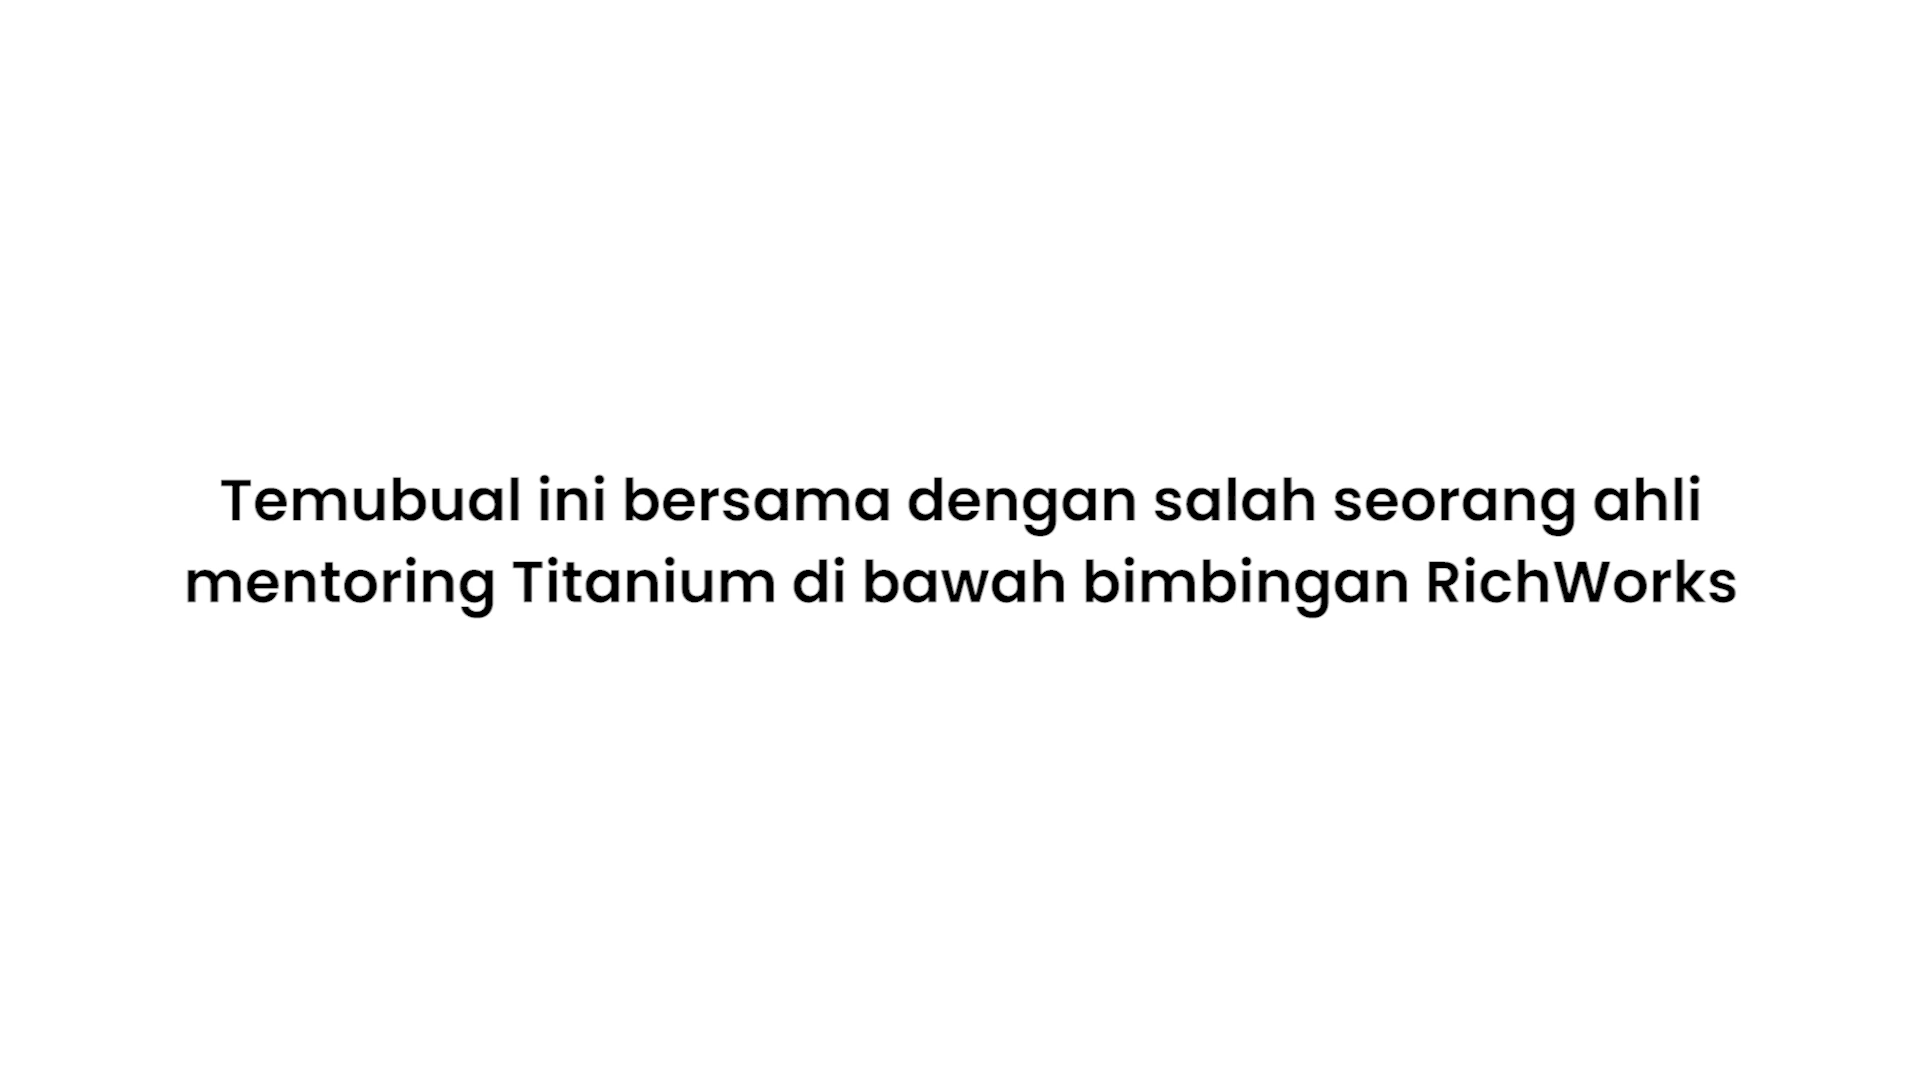 Temubual ini bersama dengan salah seorang ahli
mentoring Titanium di bawah bimbingan RichWorks